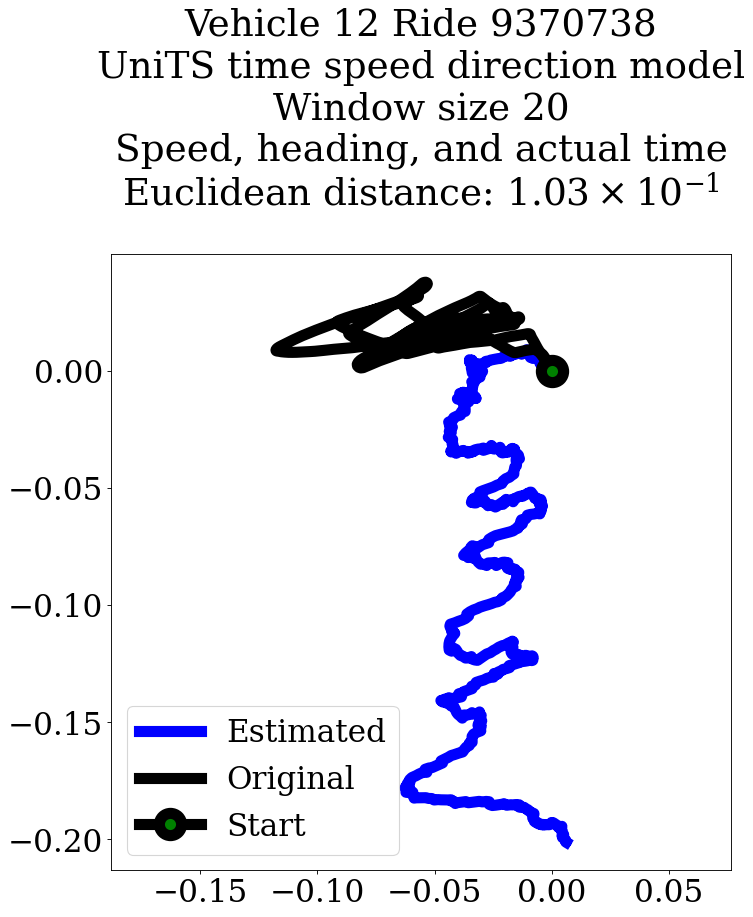 Vehicle 12 Ride 9370738
UniTS time speed direction model
Window size 20
Speed, heading, and actual time
Euclidean distance: 1.03 × 10⁻¹
0.00
−0.05
−0.10
−0.15
−0.20
Estimated
Original
Start
−0.15 −0.10 −0.05 0.00 0.05